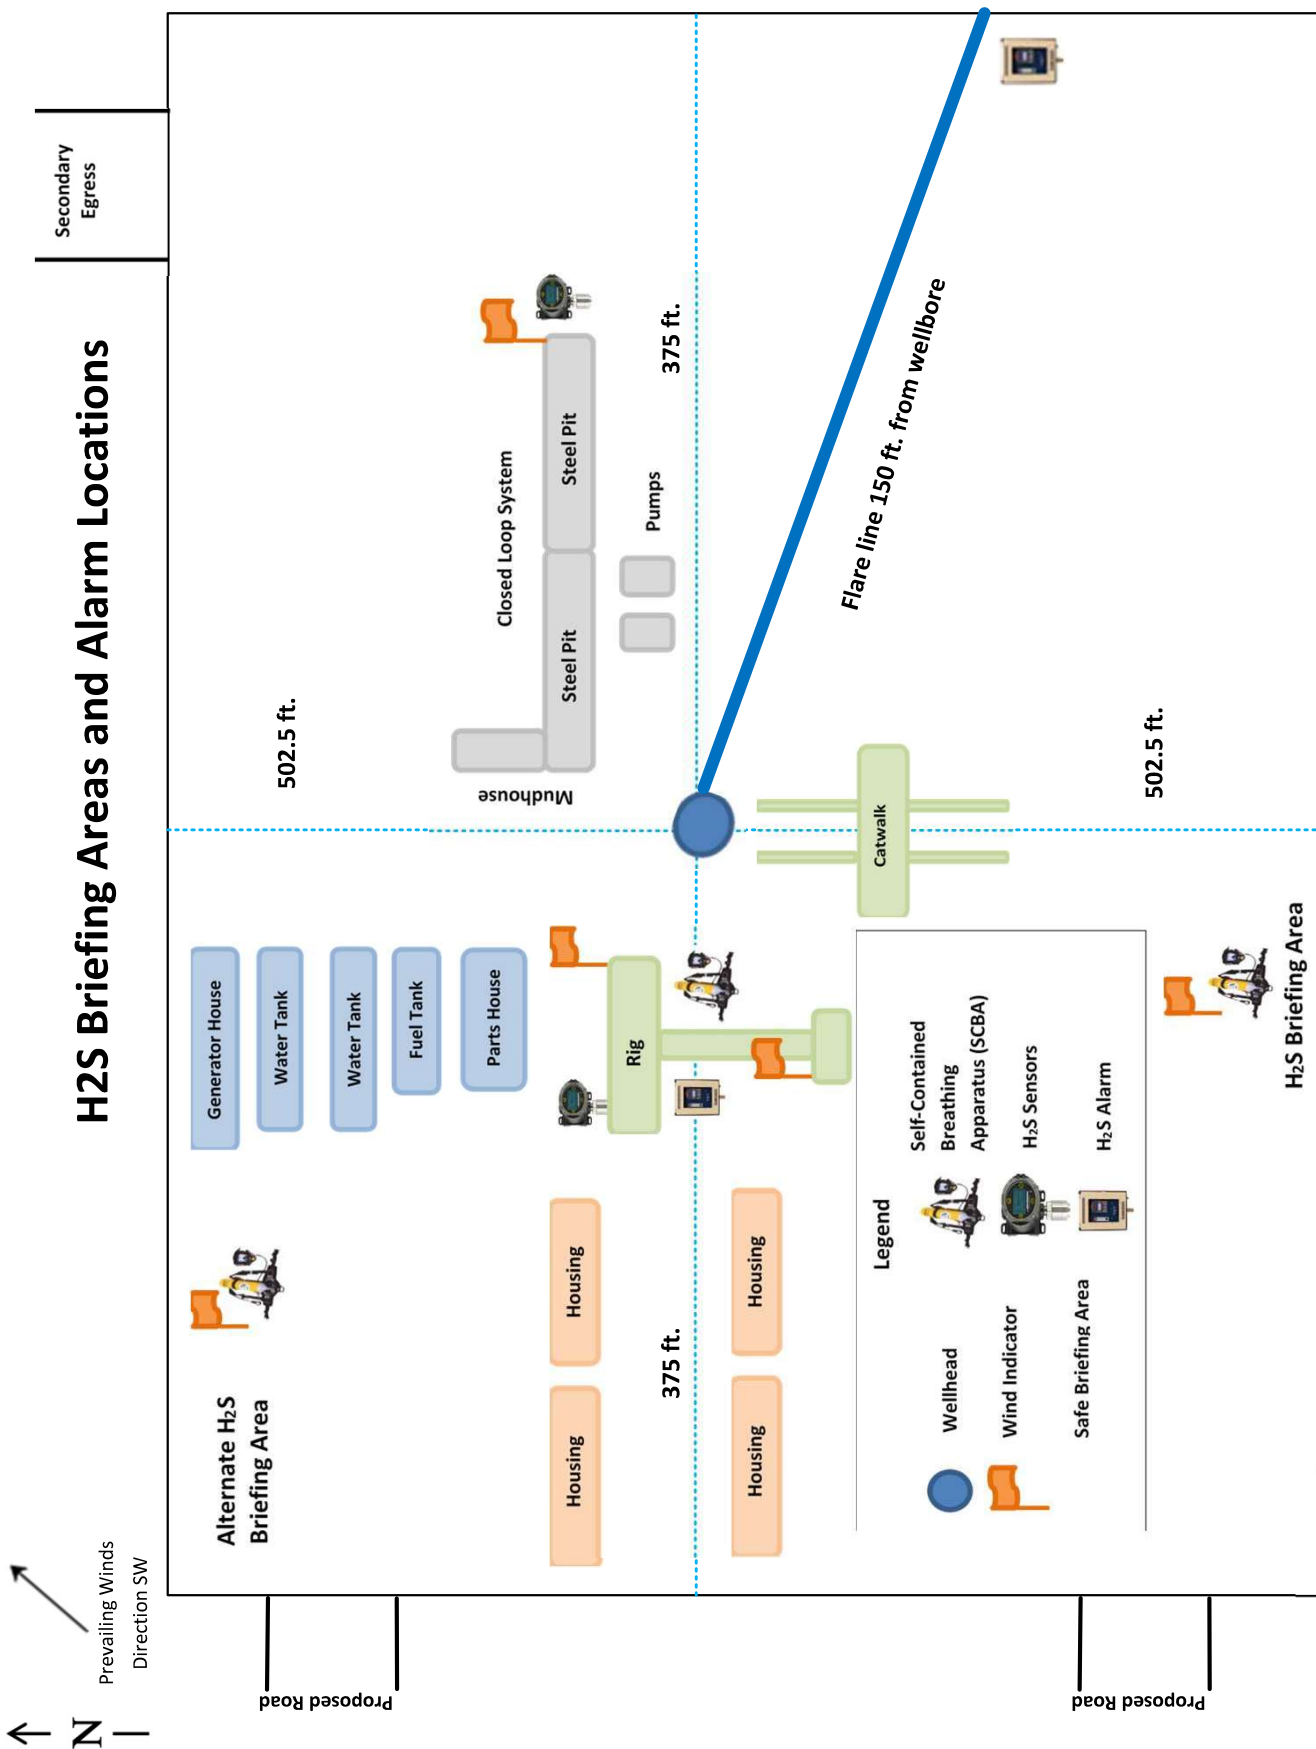 H2S Briefing Areas and Alarm Locations
N
Prevailing Winds
Direction SW
Secondary
Egress
Proposed Road
Alternate H₂S
Briefing Area
Generator House
Water Tank
Water Tank
Fuel Tank
Parts House
502.5 ft.
Mudhouse
Closed Loop System
Steel Pit
Steel Pit
Pumps
375 ft.
Housing
Housing
Rig
375 ft.
Housing
Housing
Flare line 150 ft. from wellbore
Catwalk
Legend
Wellhead
Self-Contained
Breathing
Apparatus (SCBA)
Wind Indicator
H₂S Sensors
Safe Briefing Area
H₂S Alarm
502.5 ft.
Proposed Road
H₂S Briefing Area